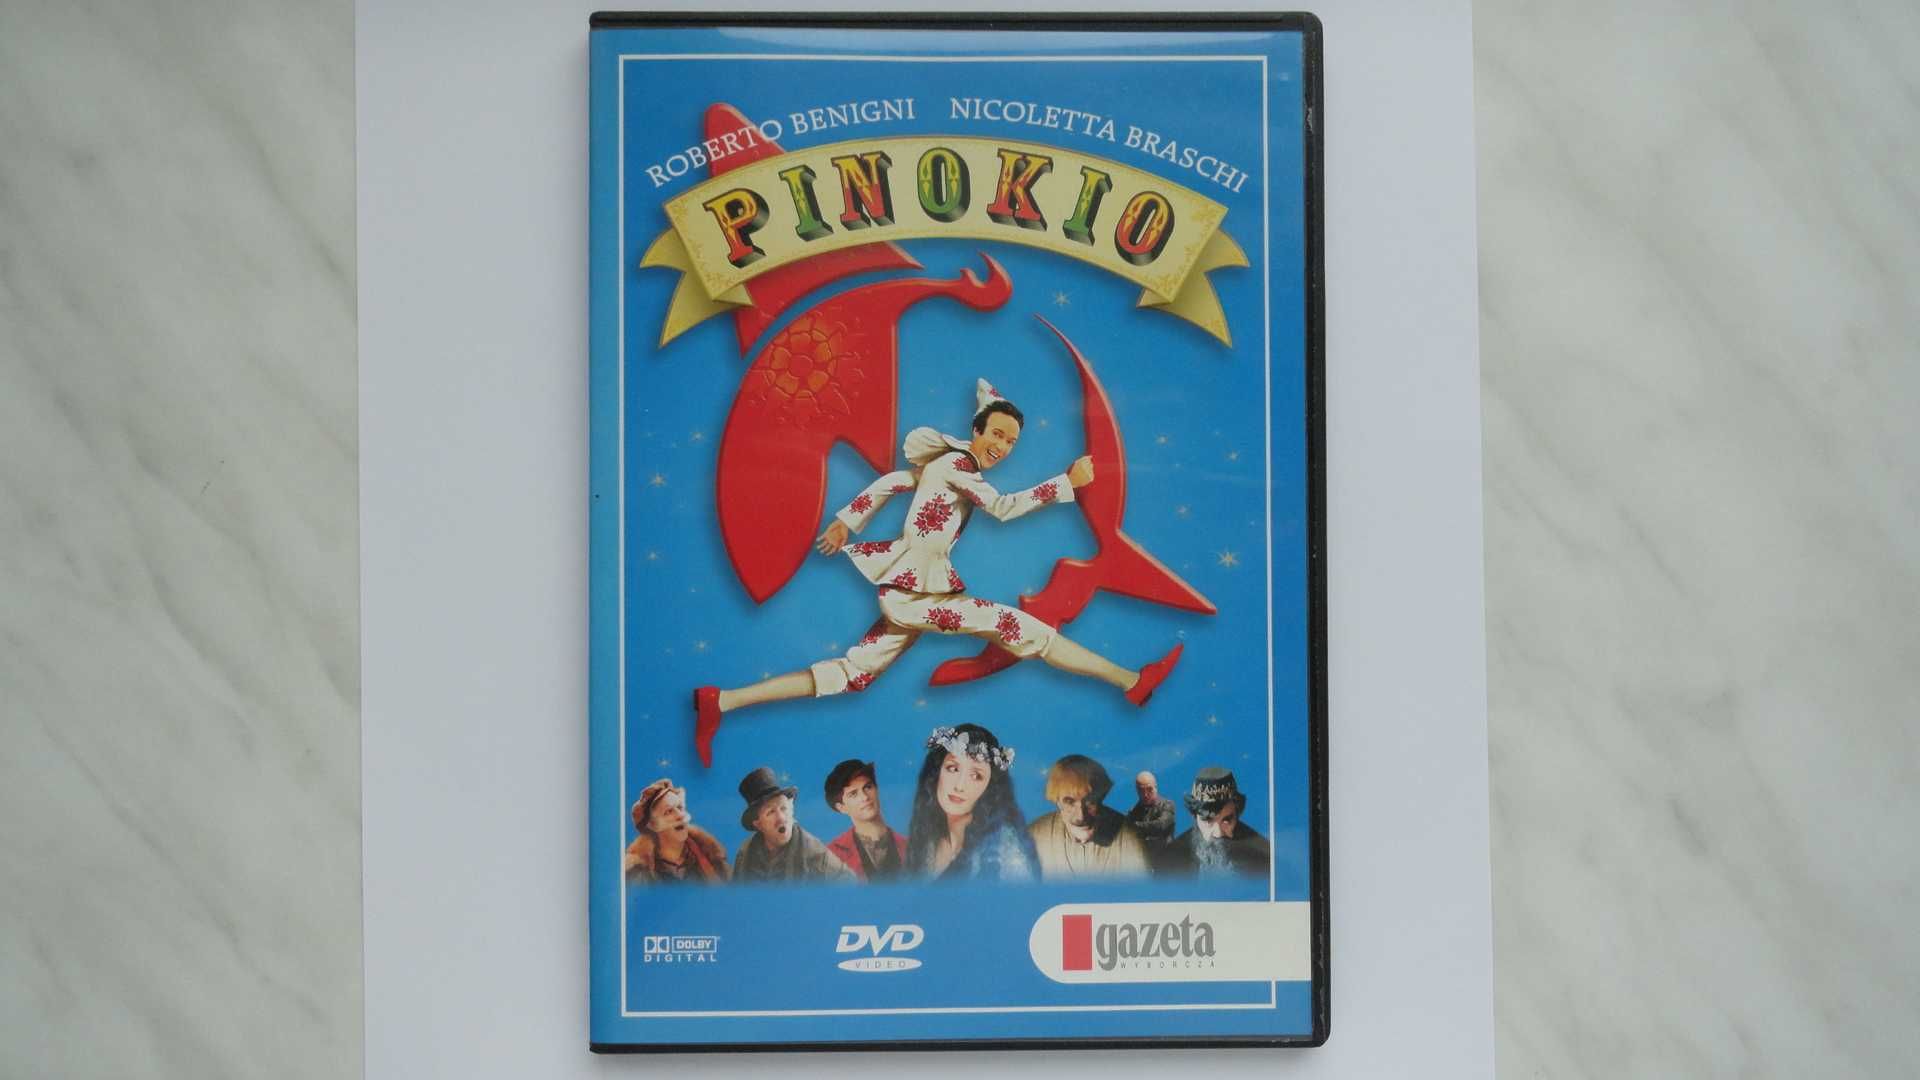 ROBERTO BENIGNI NICOLETTA BRASCHI
PINOKIO
DOLBY
DIGITAL
DVD
VIDEO
gazeta
WYBORCZA